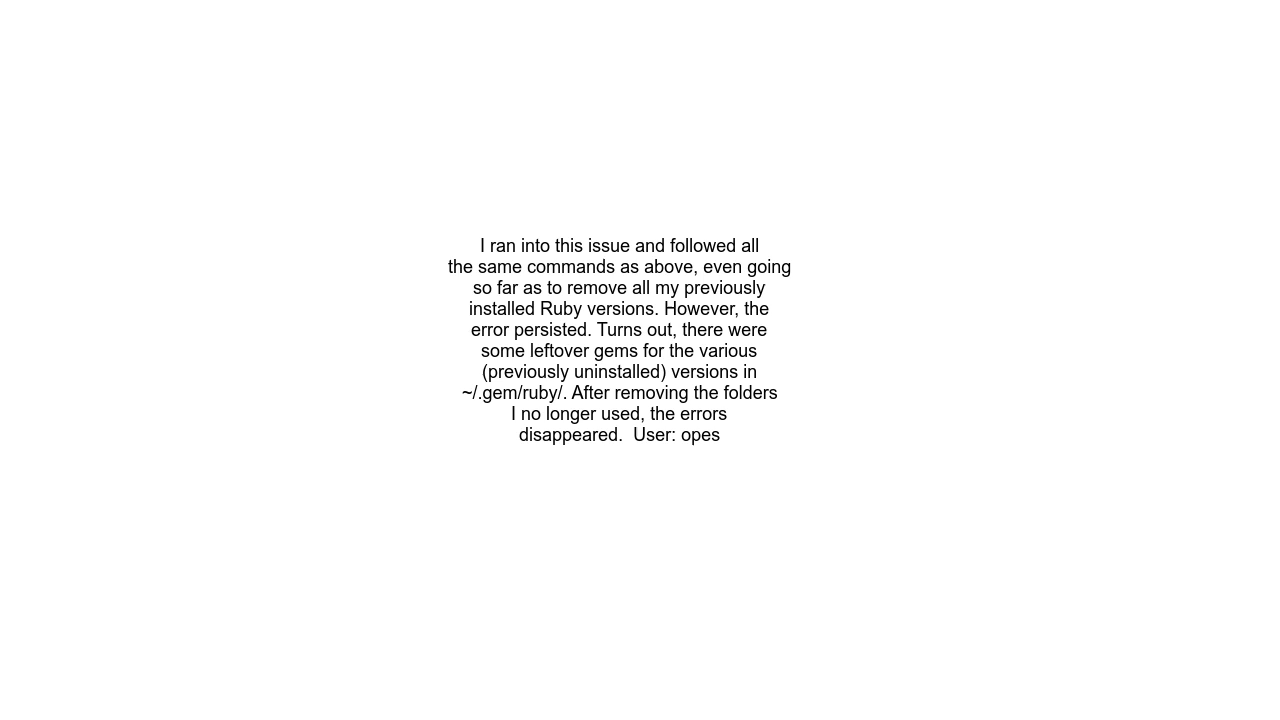 I ran into this issue and followed all
the same commands as above, even going
so far as to remove all my previously
installed Ruby versions. However, the
error persisted. Turns out, there were
some leftover gems for the various
(previously uninstalled) versions in
~/.gem/ruby/. After removing the folders
I no longer used, the errors
disappeared.  User: opes